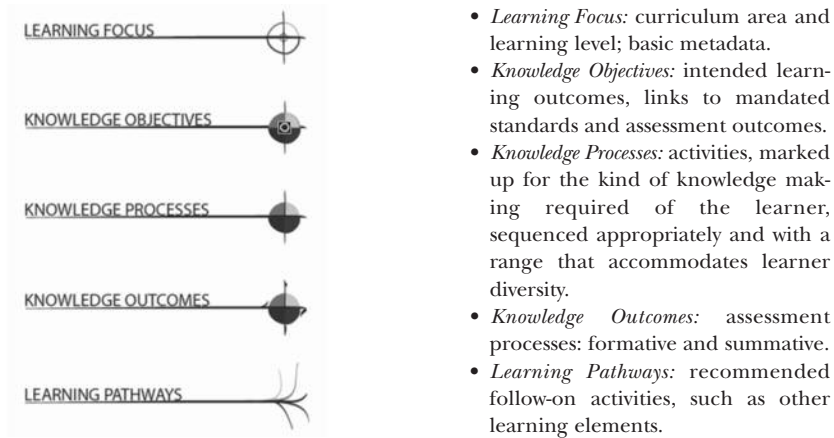 LEARNING FOCUS
KNOWLEDGE OBJECTIVES
KNOWLEDGE PROCESSES
KNOWLEDGE OUTCOMES
LEARNING PATHWAYS
• Learning Focus: curriculum area and
learning level; basic metadata.
• Knowledge Objectives: intended learn-
ing outcomes, links to mandated
standards and assessment outcomes.
• Knowledge Processes: activities, marked
up for the kind of knowledge mak-
ing required of the learner,
sequenced appropriately and with a
range that accommodates learner
diversity.
• Knowledge Outcomes: assessment
processes: formative and summative.
• Learning Pathways: recommended
follow-on activities, such as other
learning elements.